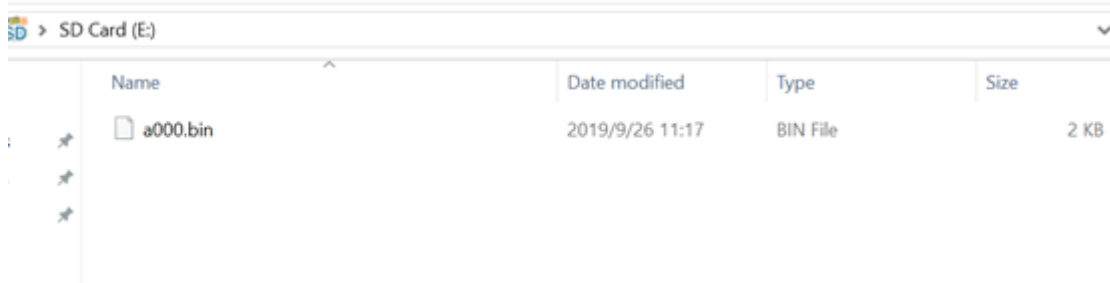 SD > SD Card (E:)
Name Date modified Type Size
a000.bin 2019/9/26 11:17 BIN File 2 KB